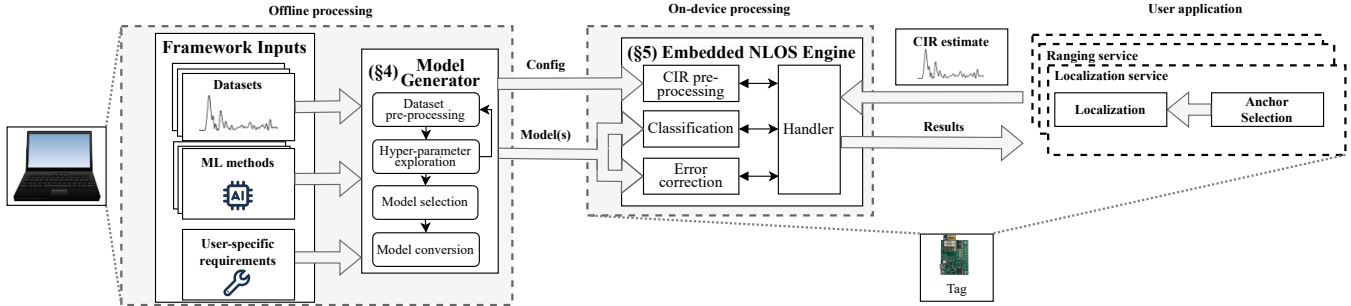 Offline processing
On-device processing
User application
Framework Inputs
Datasets
ML methods
AI
User-specific
requirements
(§4) Model
Generator
Dataset
pre-processing
Hyper-parameter
exploration
Model selection
Model conversion
Config
Model(s)
(§5) Embedded NLOS Engine
CIR pre-
processing
Classification
Error
correction
Handler
CIR estimate
Results
Ranging service
Localization service
Localization
Anchor
Selection
Tag